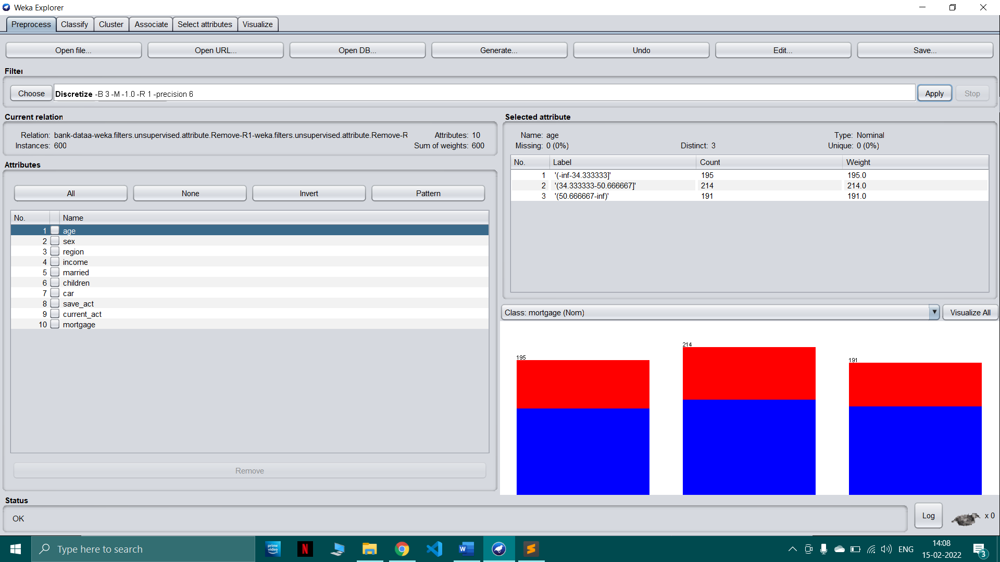 Weka Explorer
Preprocess Classify Cluster Associate Select attributes Visualize
Open file... Open URL... Open DB... Generate... Undo Edit... Save...
Filter
Choose Discretize -B 3 -M -1.0 -R 1 -precision 6 Apply Stop
Current relation
Relation: bank-dataa-weka.filters.unsupervised.attribute.Remove-R1-weka.filters.unsupervised.attribute.Remove-R Attributes: 10
Instances: 600 Sum of weights: 600
Attributes
All None Invert Pattern
No. Name
1 age
2 sex
3 region
4 income
5 married
6 children
7 car
8 save_act
9 current_act
10 mortgage
Remove
Selected attribute
Name: age Type: Nominal
Missing: 0 (0%) Distinct: 3 Unique: 0 (0%)
No. Label Count Weight
1 '(-inf-34.333333]' 195 195.0
2 '(34.333333-50.666667]' 214 214.0
3 '(50.666667-inf)' 191 191.0
Class: mortgage (Nom) Visualize All
195 214 191
Status
OK
Log x 0
Type here to search
prime video
N
W
S
ENG
14:08
15-02-2022
3